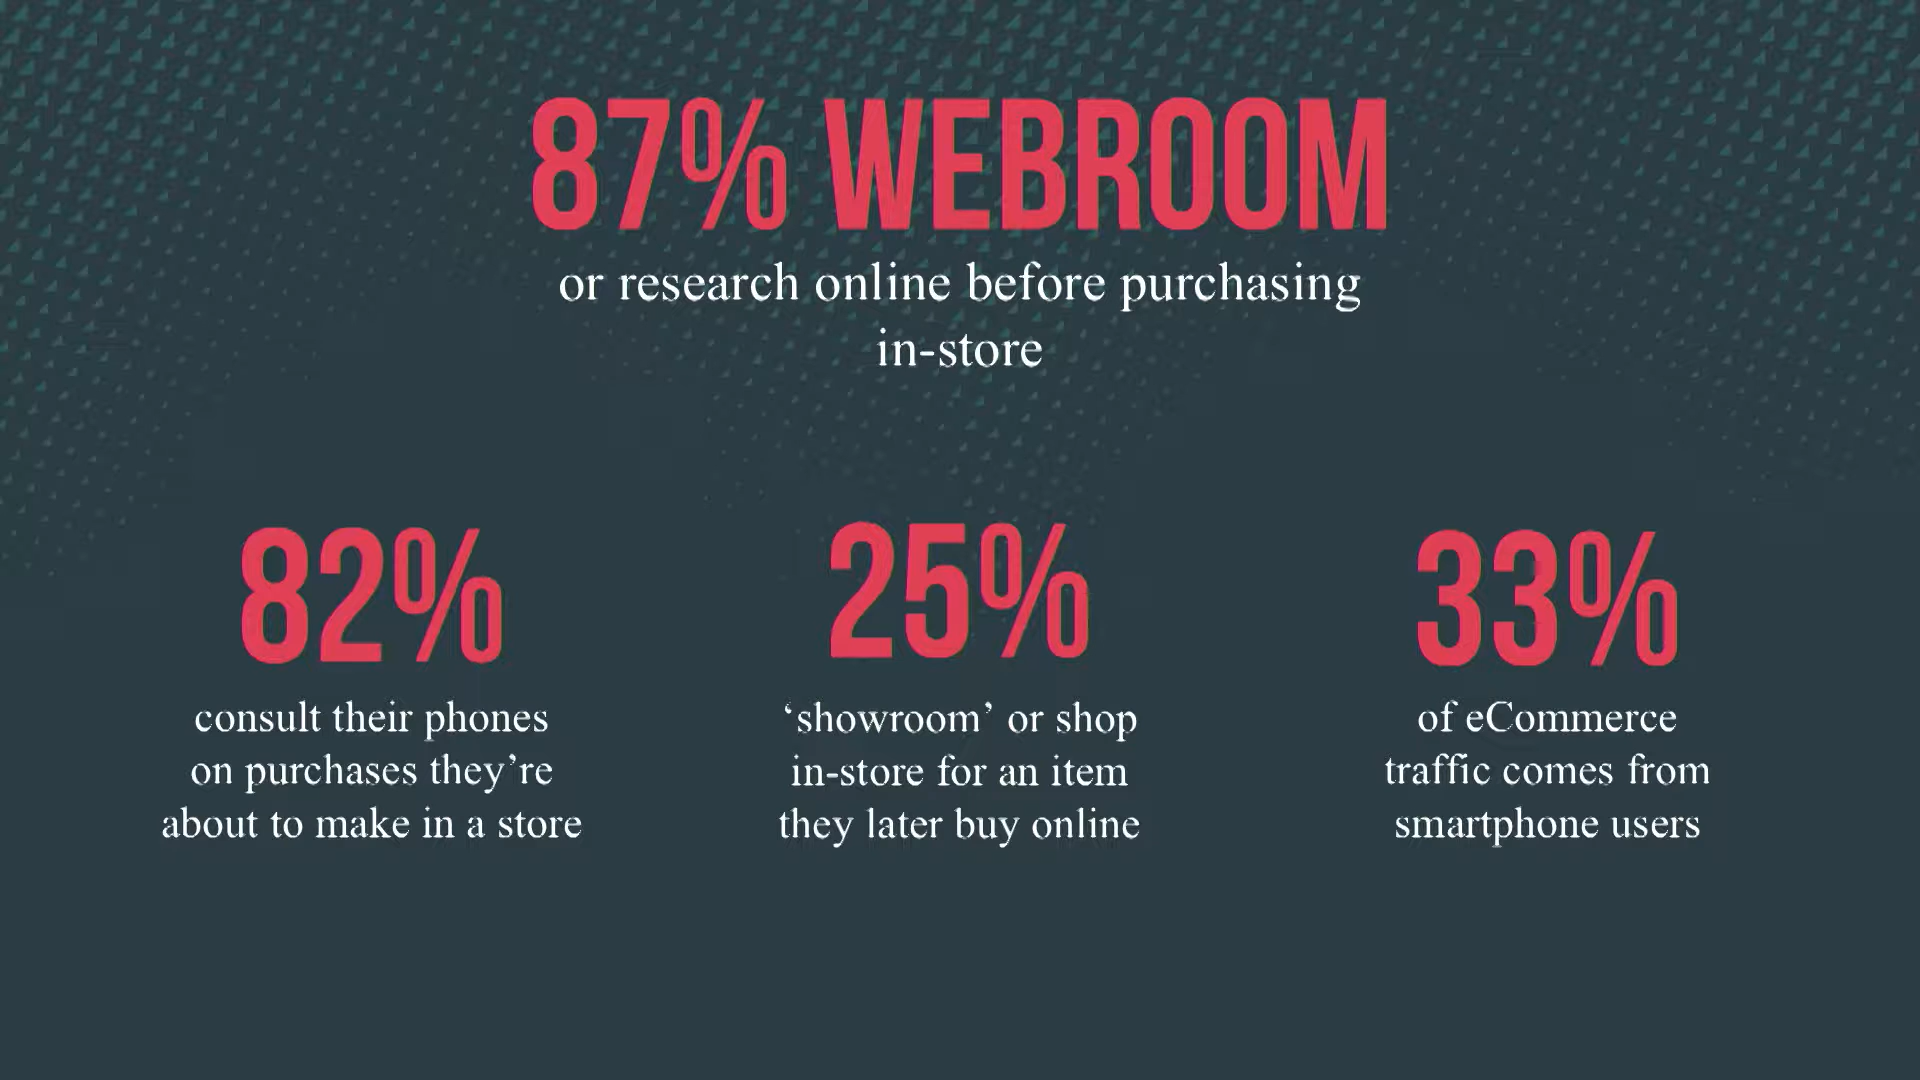 87% WEBROOM
or research online before purchasing
in-store
82%
consult their phones
on purchases they’re
about to make in a store
25%
‘showroom’ or shop
in-store for an item
they later buy online
33%
of eCommerce
traffic comes from
smartphone users